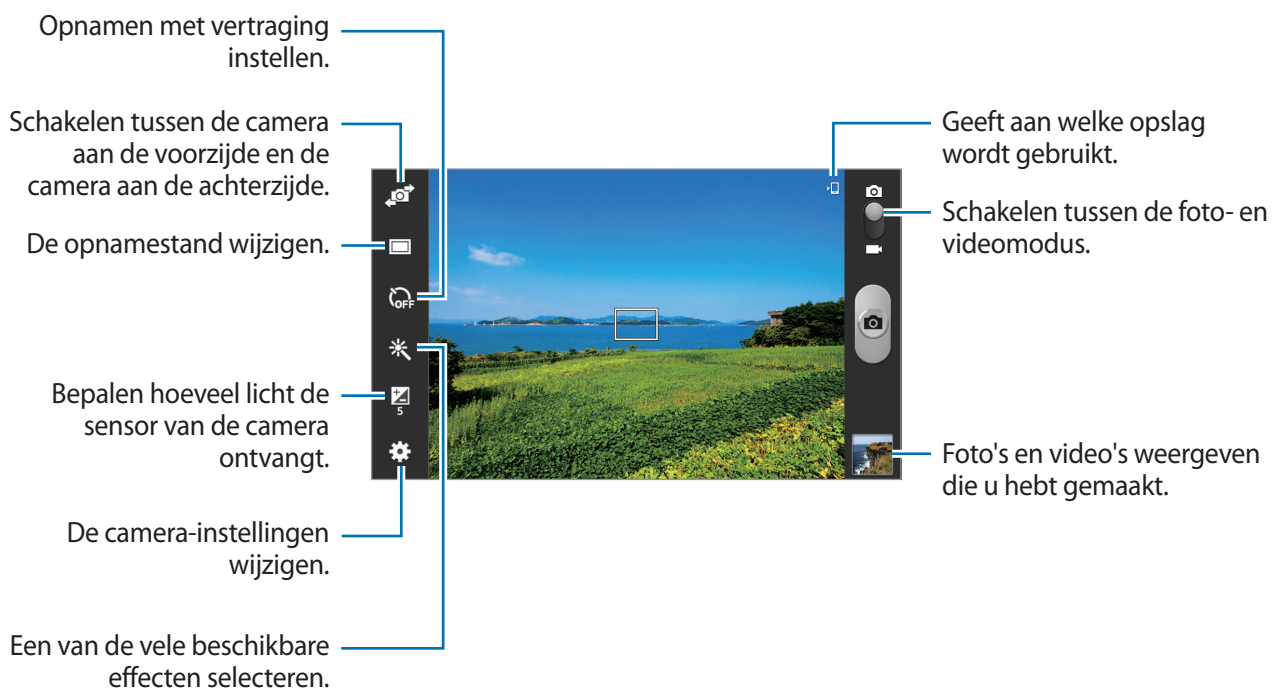 Opnamen met vertraging
instellen.
Schakelen tussen de camera
aan de voorzijde en de
camera aan de achterzijde.
De opnamestand wijzigen.
OFF
Bepalen hoeveel licht de
sensor van de camera
ontvangt.
5
De camera-instellingen
wijzigen.
Een van de vele beschikbare
effecten selecteren.
Geeft aan welke opslag
wordt gebruikt.
Schakelen tussen de foto- en
videomodus.
Foto's en video's weergeven
die u hebt gemaakt.